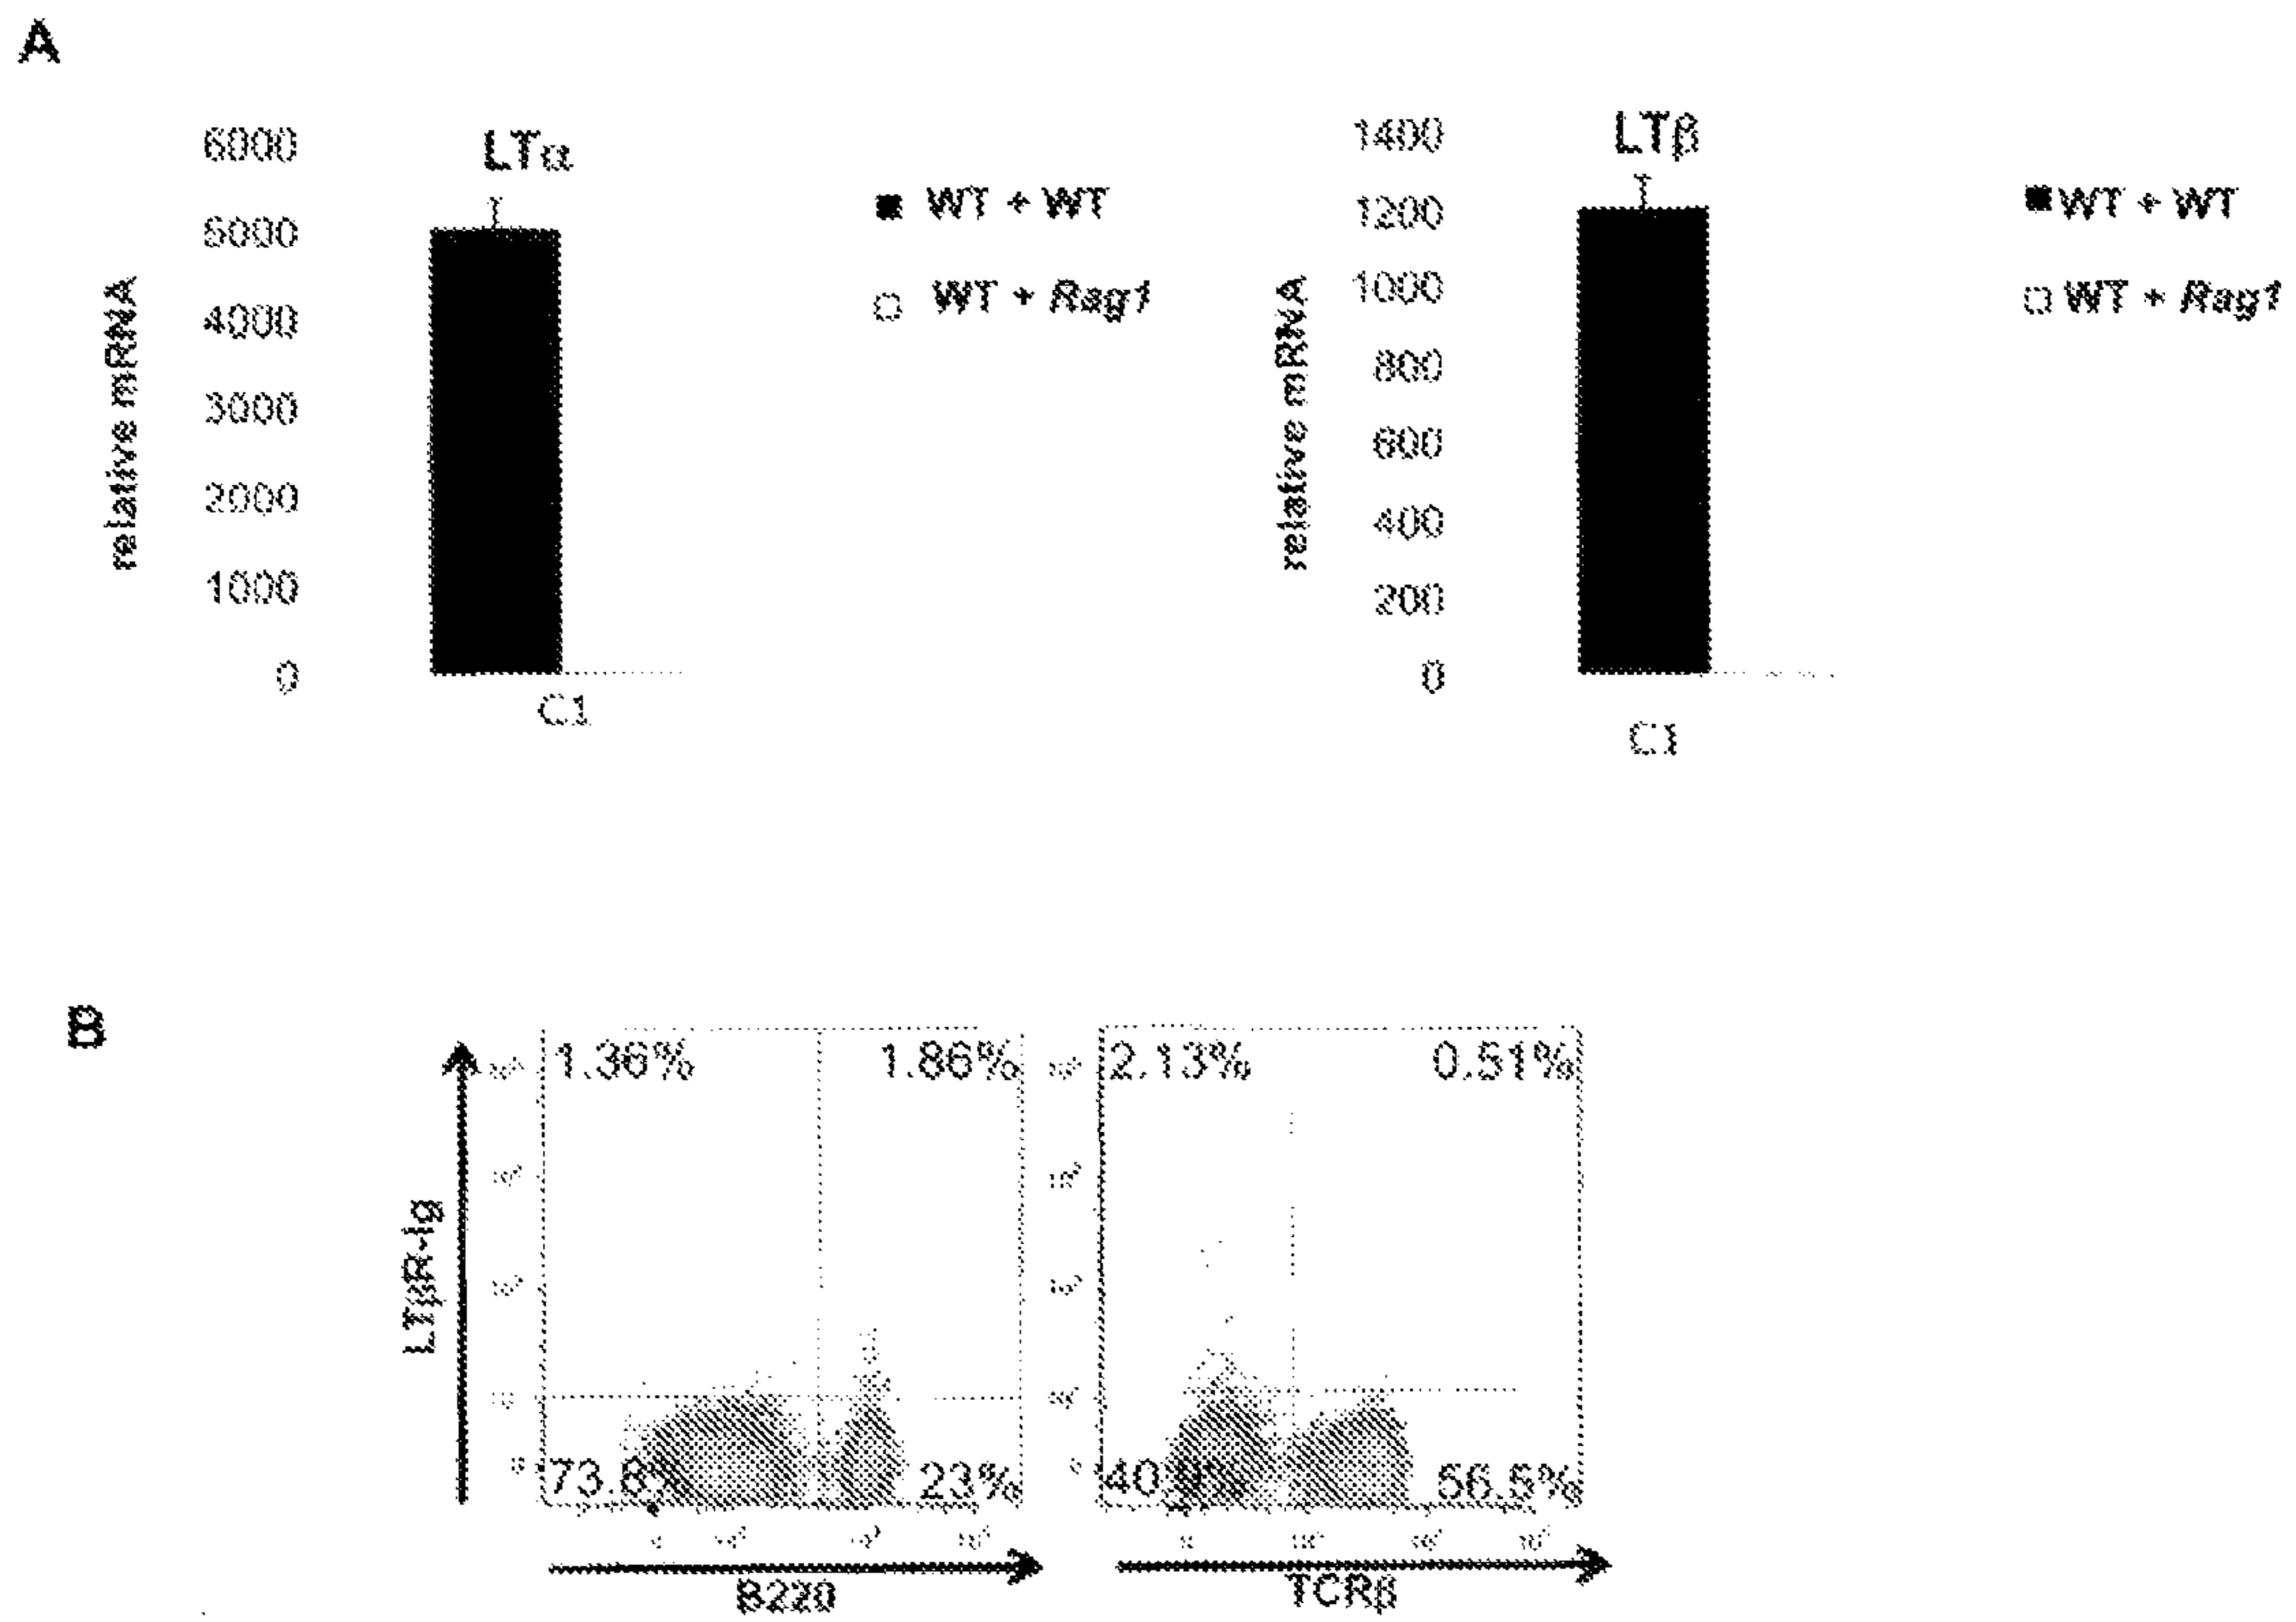 A
LTα
6000
5000
4000
3000
2000
1000
0
relative mRNA
C1
■ WT + WT
□ WT + Rag1
LTβ
1400
1200
1000
800
600
400
200
0
relative mRNA
C1
■ WT + WT
□ WT + Rag1
B
LTβR-Ig
1.36% 1.86%
73.8% 23%
B220
2.13% 0.51%
40.9% 56.5%
TCRβ